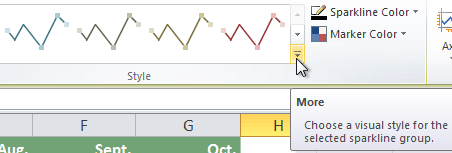 Sparkline Color
Marker Color
Style
More
Choose a visual style for the
selected sparkline group.
F G H
Aug. Sept. Oct.